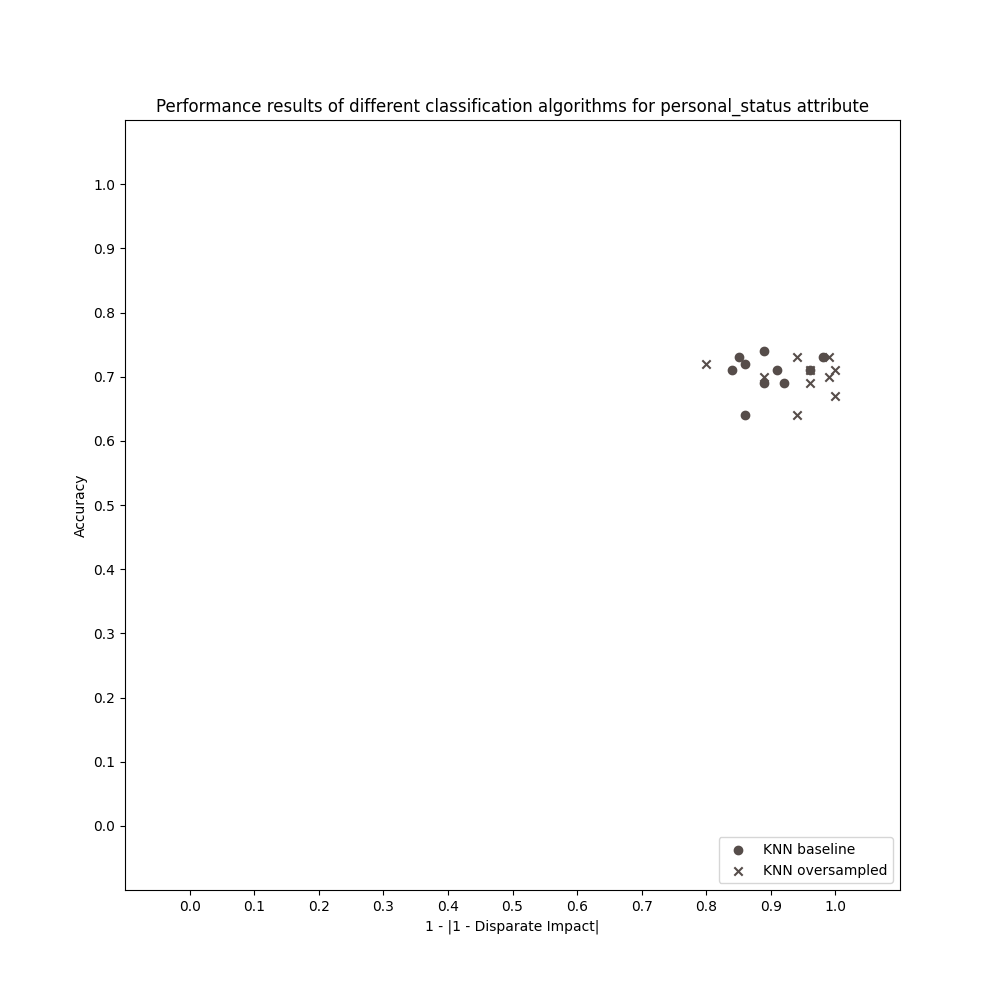 Performance results of different classification algorithms for personal_status attribute
1.0
0.9
0.8
0.7
0.6
0.5
0.4
0.3
0.2
0.1
0.0
Accuracy
KNN baseline
KNN oversampled
0.0 0.1 0.2 0.3 0.4 0.5 0.6 0.7 0.8 0.9 1.0
1 - |1 - Disparate Impact|